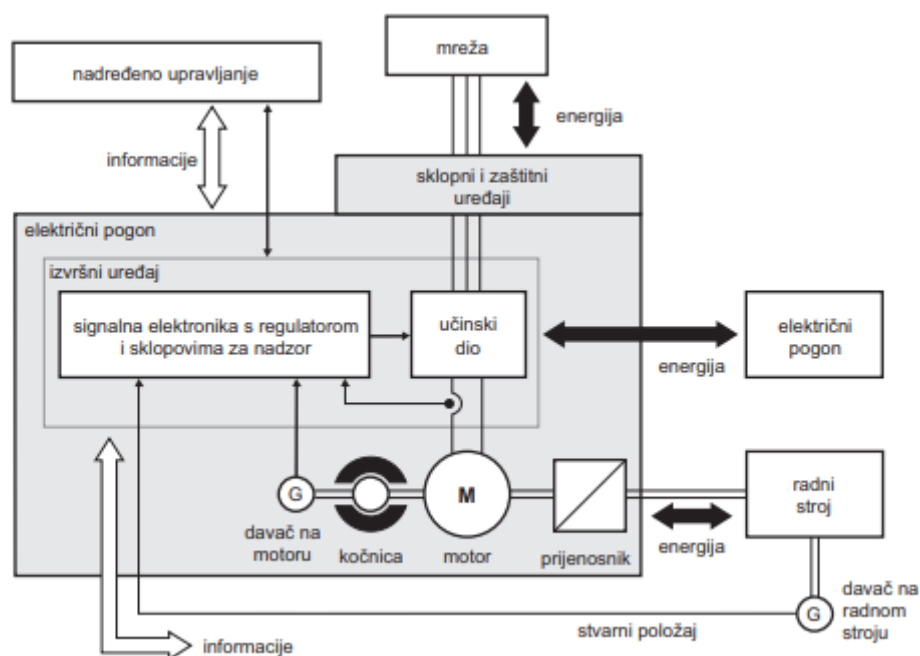 mreža
nadređeno upravljanje
energija
informacije
sklopni i zaštitni
uređaji
električni pogon
izvršni uređaj
signalna elektronika s regulatorom
i sklopovima za nadzor
učinski
dio
električni
pogon
energija
G
M
radni
stroj
davač na
motoru
kočnica
motor
prijenosnik
energija
G
davač na
radnom
stroju
stvarni položaj
informacije